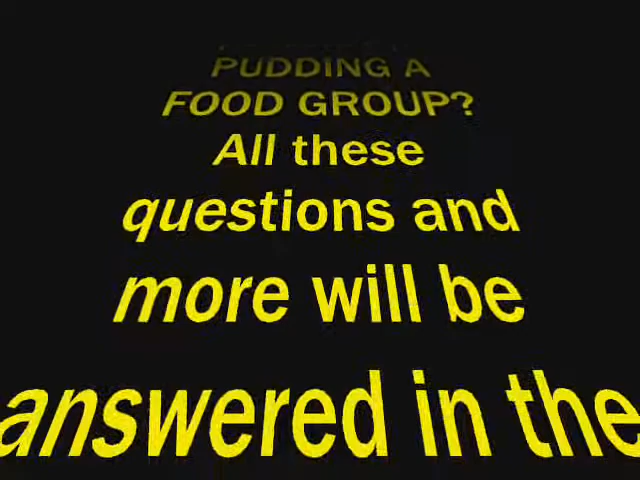 PUDDING A
FOOD GROUP?
All these
questions and
more will be
answered in the